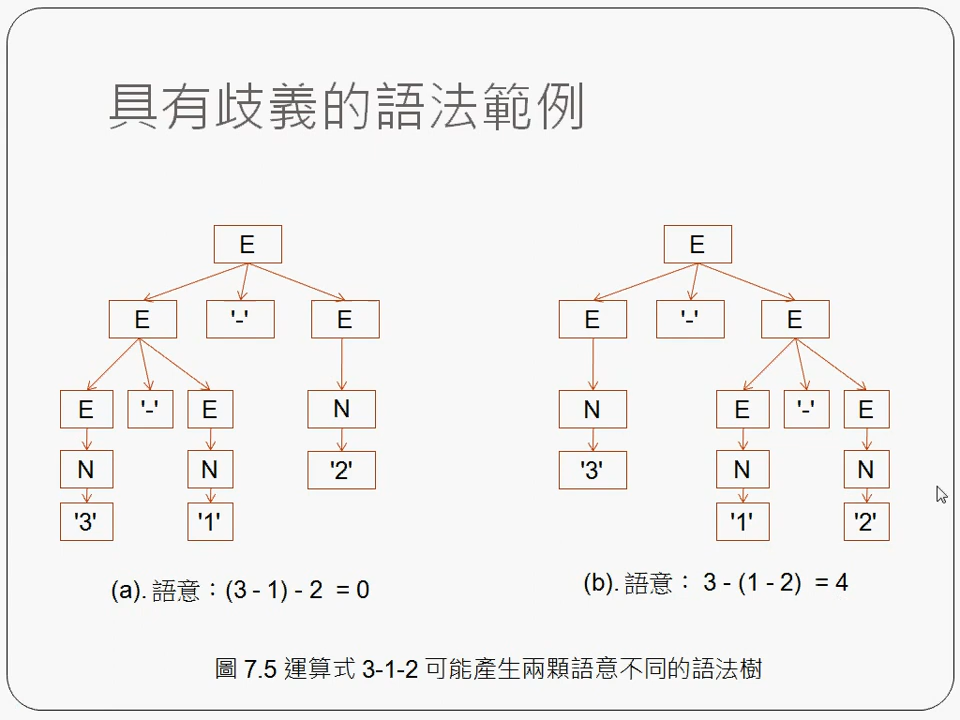 具有歧義的語法範例
E E
E '-' E E '-' E
E '-' E N N E '-' E
N N '2' '3' N N
'3' '1' '1' '2'
(a). 語意：(3 - 1) - 2 = 0
(b). 語意： 3 - (1 - 2) = 4
圖 7.5 運算式 3-1-2 可能產生兩顆語意不同的語法樹